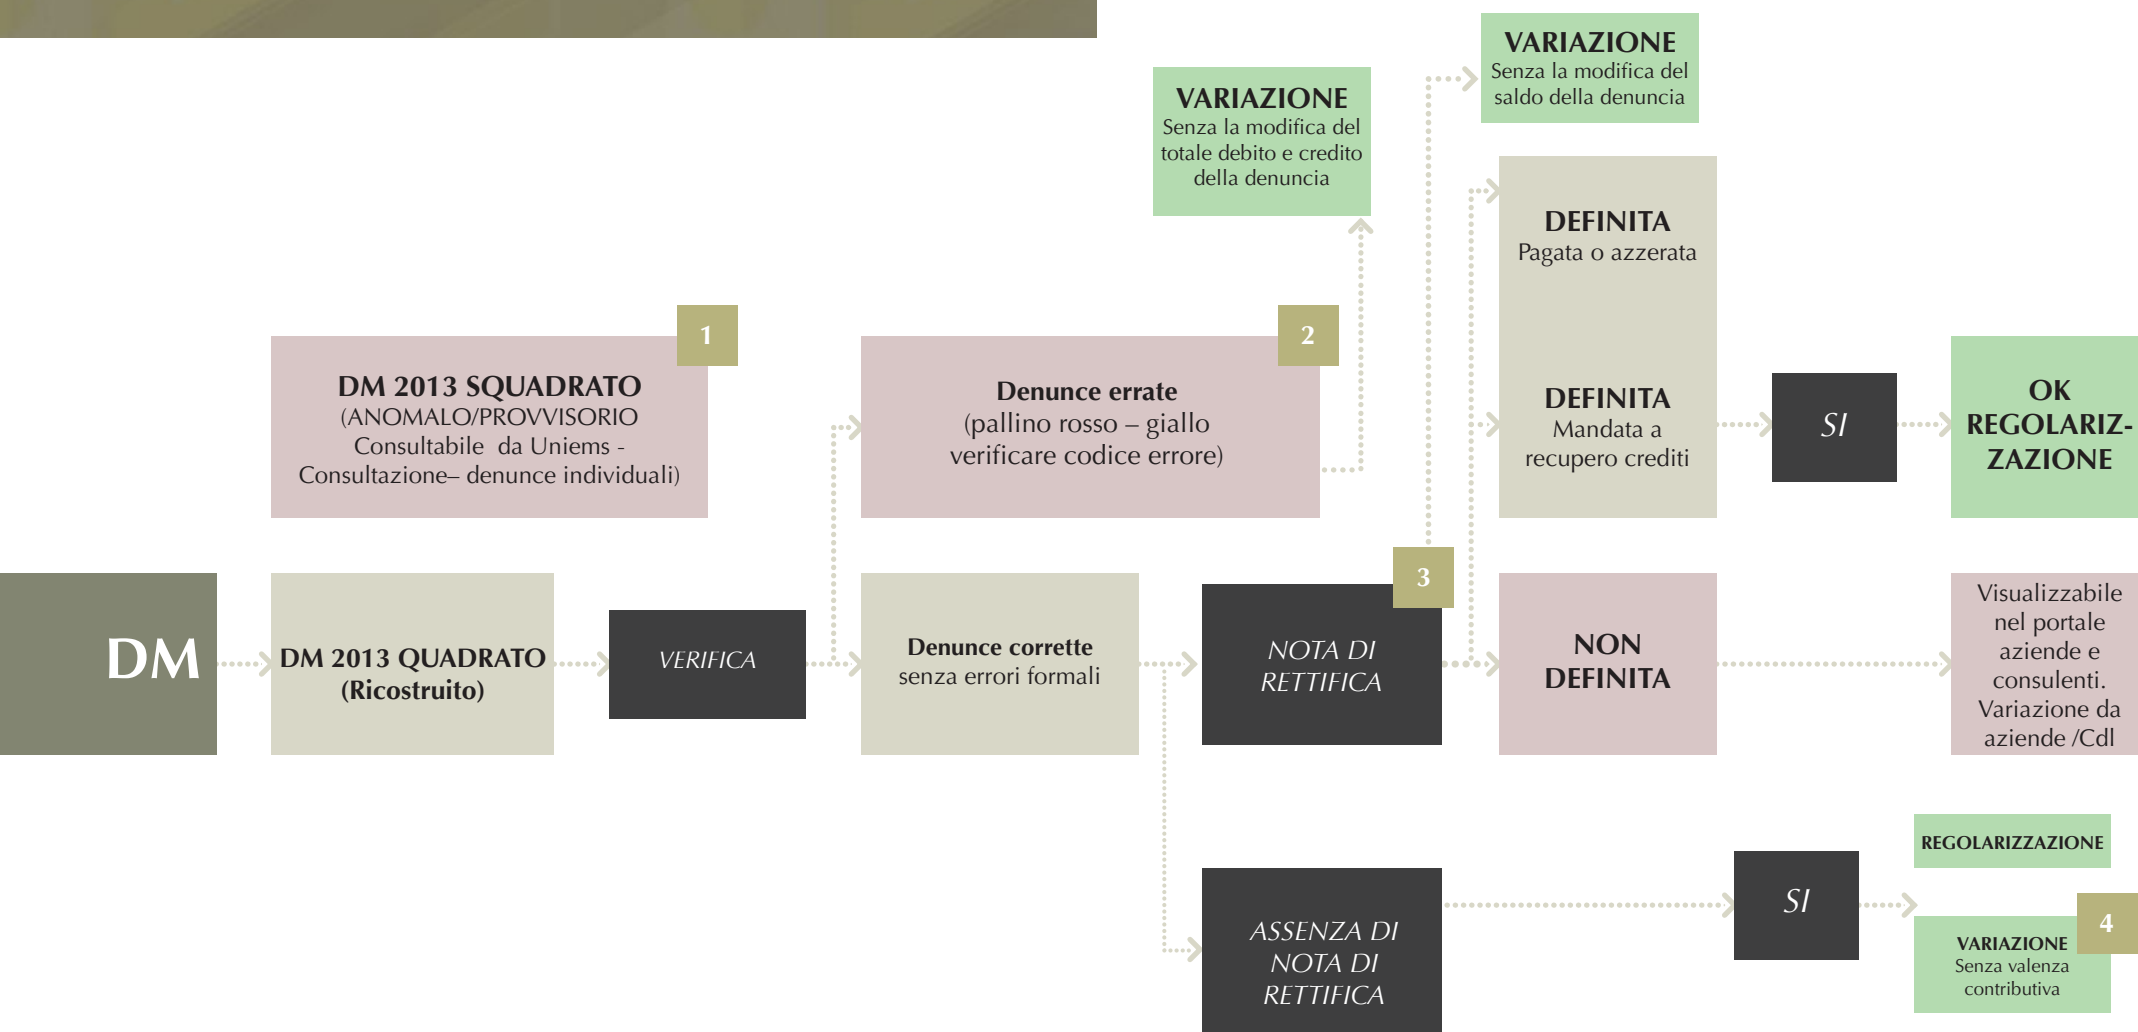 VARIAZIONE
Senza la modifica del
saldo della denuncia
VARIAZIONE
Senza la modifica del
totale debito e credito
della denuncia
DEFINITA
Pagata o azzerata
1
DM 2013 SQUADRATO
(ANOMALO/PROVVISORIO
Consultabile da Uniems -
Consultazione– denunce individuali)
2
Denunce errate
(pallino rosso – giallo
verificare codice errore)
DEFINITA
Mandata a
recupero crediti
SI
OK
REGOLARIZ-
ZAZIONE
DM
DM 2013 QUADRATO
(Ricostruito)
VERIFICA
Denunce corrette
senza errori formali
3
NOTA DI
RETTIFICA
NON
DEFINITA
Visualizzabile
nel portale
aziende e
consulenti.
Variazione da
aziende /Cdl
ASSENZA DI
NOTA DI
RETTIFICA
SI
REGOLARIZZAZIONE
4
VARIAZIONE
Senza valenza
contributiva